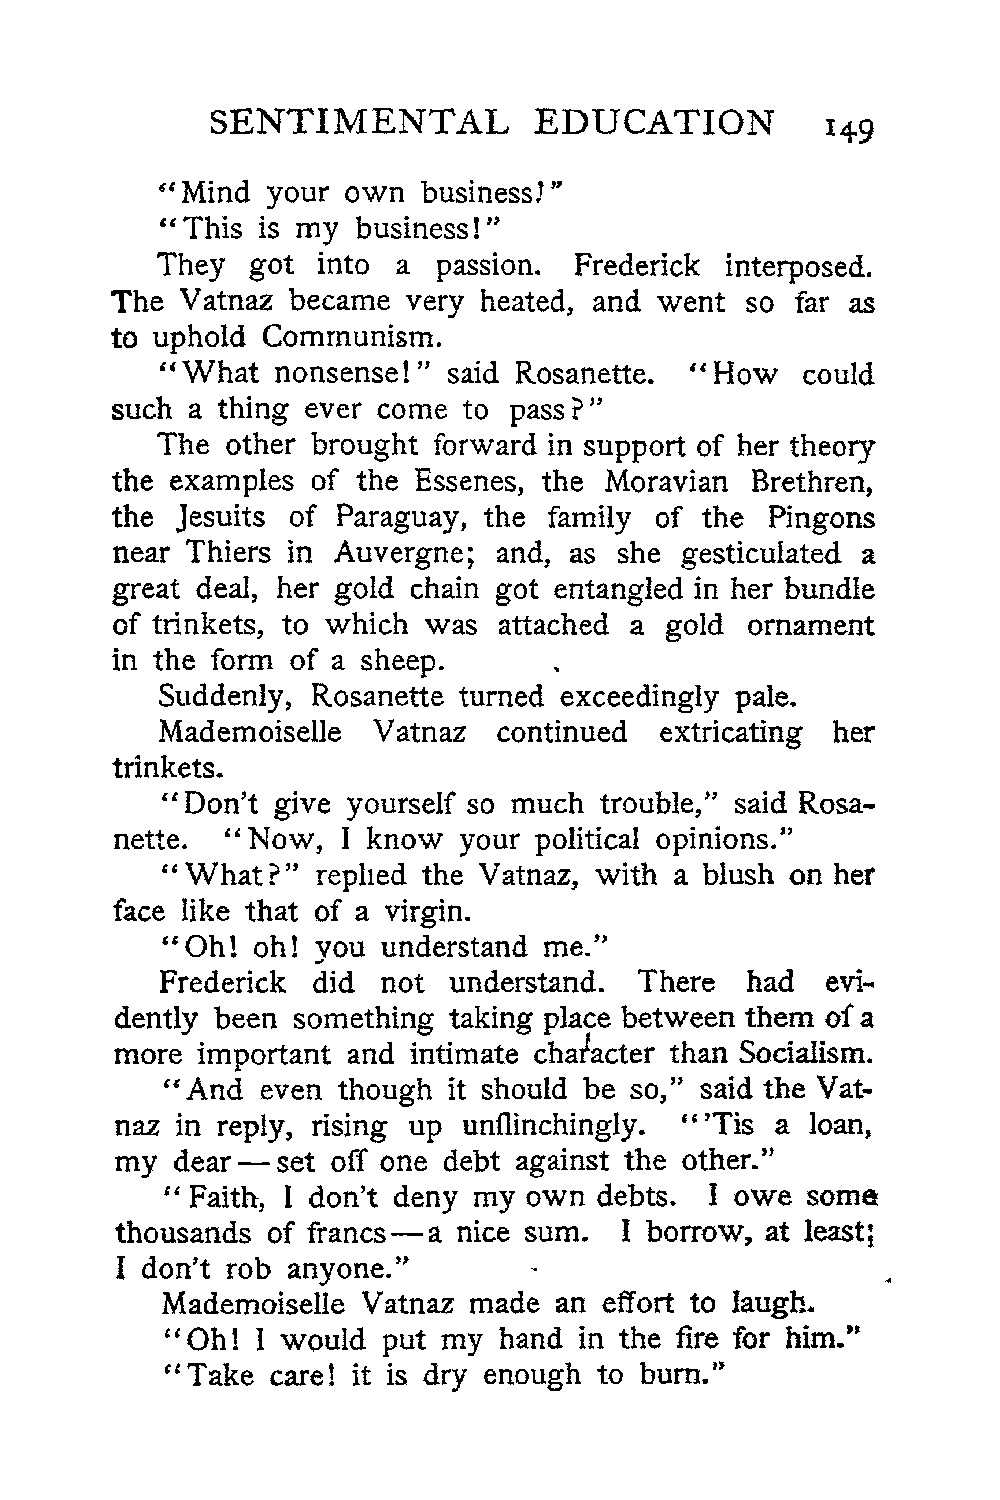 SENTIMENTAL EDUCATION 149
“Mind your own business!”
“This is my business!”
They got into a passion. Frederick interposed.
The Vatnaz became very heated, and went so far as
to uphold Communism.
“What nonsense!” said Rosanette. “How could
such a thing ever come to pass?”
The other brought forward in support of her theory
the examples of the Essenes, the Moravian Brethren,
the Jesuits of Paraguay, the family of the Pingons
near Thiers in Auvergne; and, as she gesticulated a
great deal, her gold chain got entangled in her bundle
of trinkets, to which was attached a gold ornament
in the form of a sheep.
Suddenly, Rosanette turned exceedingly pale.
Mademoiselle Vatnaz continued extricating her
trinkets.
“Don’t give yourself so much trouble,” said Rosa-
nette. “Now, I know your political opinions.”
“What?” replied the Vatnaz, with a blush on her
face like that of a virgin.
“Oh! oh! you understand me.”
Frederick did not understand. There had evi-
dently been something taking place between them of a
more important and intimate character than Socialism.
“And even though it should be so,” said the Vat-
naz in reply, rising up unflinchingly. “’Tis a loan,
my dear—set off one debt against the other.”
“Faith, I don’t deny my own debts. I owe some
thousands of francs—a nice sum. I borrow, at least;
I don’t rob anyone.”
Mademoiselle Vatnaz made an effort to laugh.
“Oh! I would put my hand in the fire for him.”
“Take care! it is dry enough to burn.”